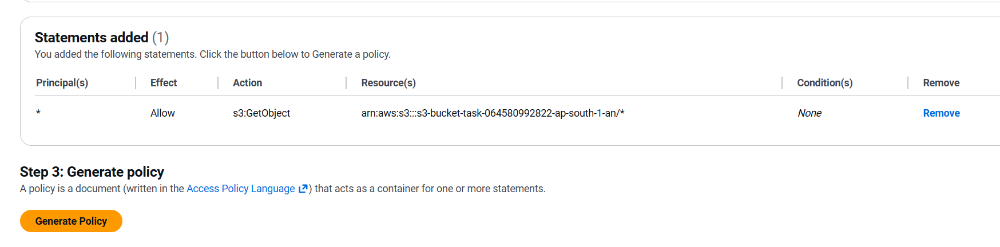 Statements added (1)
You added the following statements. Click the button below to Generate a policy.
Principal(s) Effect Action Resource(s) Condition(s) Remove
* Allow s3:GetObject arn:aws:s3:::s3-bucket-task-064580992822-ap-south-1-an/* None Remove
Step 3: Generate policy
A policy is a document (written in the Access Policy Language) that acts as a container for one or more statements.
Generate Policy